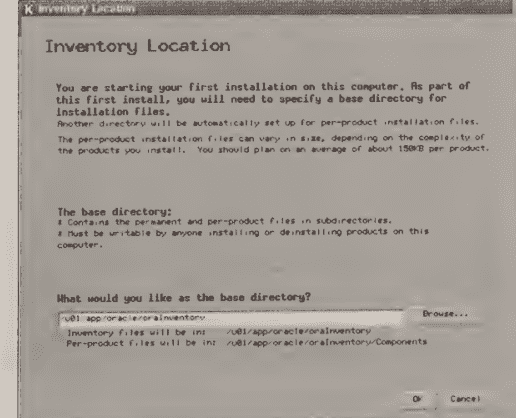 Inventory Location
Inventory Location
You are starting your first installation on this computer. As part of
this first install, you will need to specify a base directory for
installation files.
Another directory will be automatically set up for per-product installation files.
The per-product installation files can vary in size, depending on the complexity of
the products you install. You should plan on an average of about 150KB per product.
The base directory:
* Contains the permanent and per-product files in subdirectories.
* Must be writable by anyone installing or deinstalling products on this
computer.
What would you like as the base directory?
/u01/app/oracle/oraInventory
Browse...
Inventory files will be in: /u01/app/oracle/oraInventory
Per-product files will be in: /u01/app/oracle/oraInventory/Components
OK Cancel